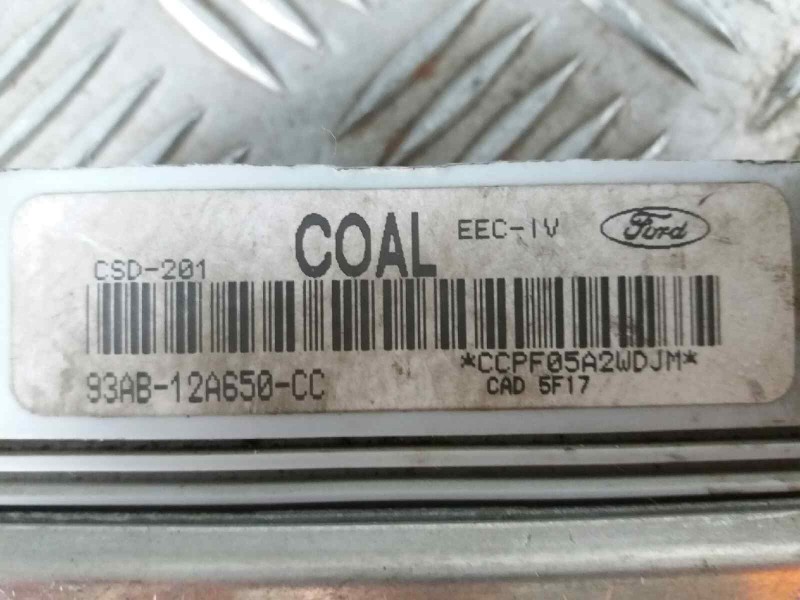 COAL EEC-IV Ford
CSD-201
93AB-12A650-CC *CCPF05A2WDJM*
CAD 5F17